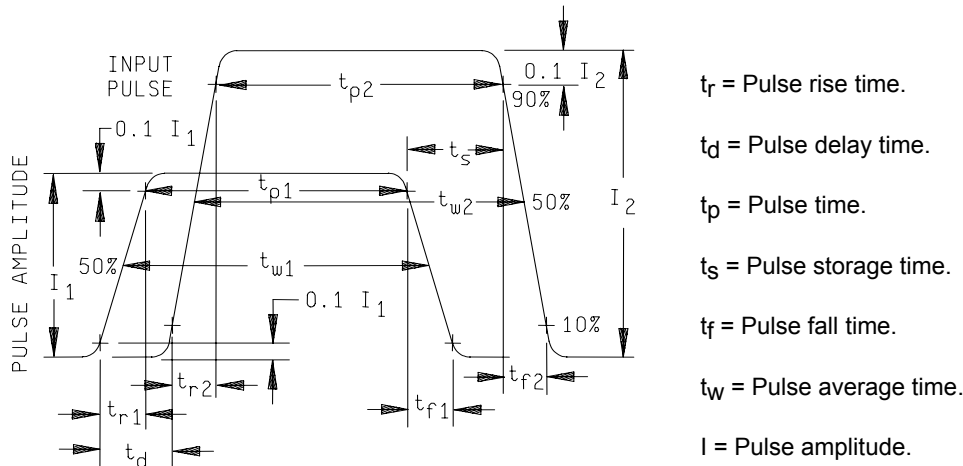 INPUT
PULSE
0.1 I1
tp2
0.1 I2
90%
ts
tp1
tw2
50%
I2
PULSE AMPLITUDE
I1
50%
tw1
0.1 I1
10%
tr2
tf2
tr1
tf1
td
tr = Pulse rise time.
td = Pulse delay time.
tp = Pulse time.
ts = Pulse storage time.
tf = Pulse fall time.
tw = Pulse average time.
I = Pulse amplitude.